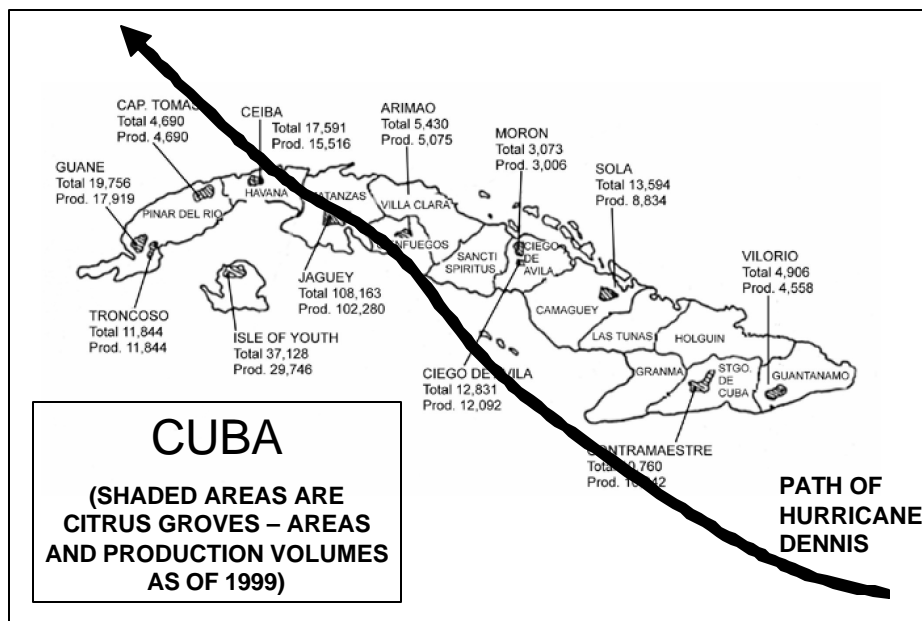 CAP. TOMAS
Total 4,690
Prod. 4,690
CEIBA
Total 17,591
Prod. 15,516
ARIMAO
Total 5,430
Prod. 5,075
MORON
Total 3,073
Prod. 3,006
SOLA
Total 13,594
Prod. 8,834
GUANE
Total 19,756
Prod. 17,919
VILORIO
Total 4,906
Prod. 4,558
PINAR DEL RIO
HAVANA
VILLA CLARA
SANCTI
SPIRITUS
CIEGO
DE
AVILA
CAMAGUEY
LAS TUNAS
HOLGUIN
GRANMA
STGO.
DE
CUBA
GUANTANAMO
TRONCOSO
Total 11,844
Prod. 11,844
ISLE OF YOUTH
Total 37,128
Prod. 29,746
JAGUEY
Total 108,163
Prod. 102,280
CIEGO DE AVILA
Total 12,831
Prod. 12,092
CONTRAMAESTRE
Total
Prod.
CUBA
(SHADED AREAS ARE
CITRUS GROVES – AREAS
AND PRODUCTION VOLUMES
AS OF 1999)
PATH OF
HURRICANE
DENNIS